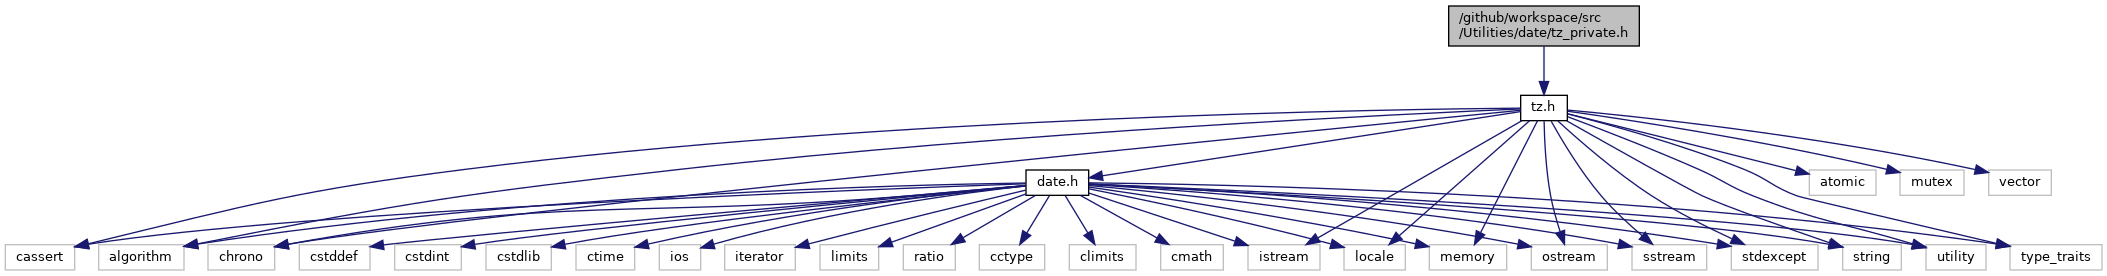 /github/workspace/src
/Utilities/date/tz_private.h
tz.h
date.h
atomic
mutex
vector
cassert
algorithm
chrono
cstddef
cstdint
cstdlib
ctime
ios
iterator
limits
ratio
cctype
climits
cmath
istream
locale
memory
ostream
sstream
stdexcept
string
utility
type_traits